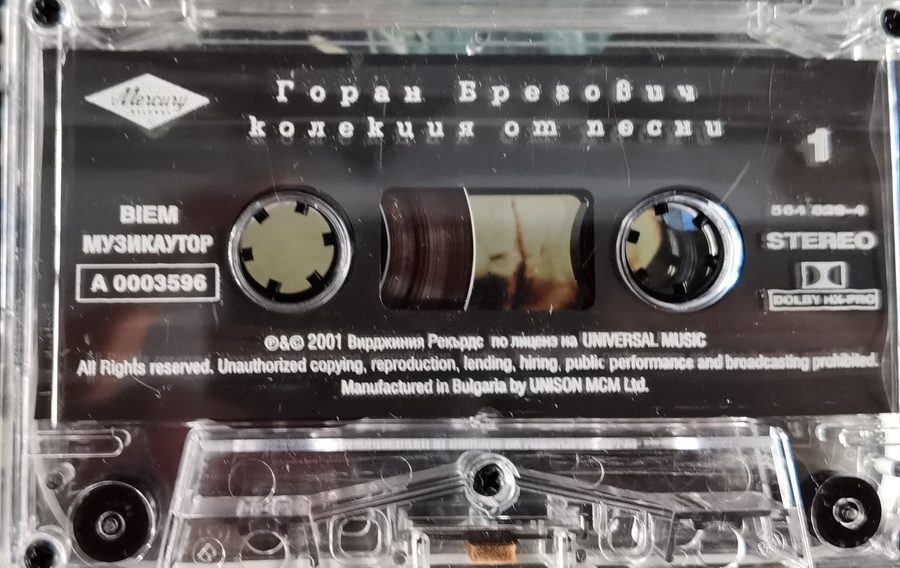 Mercury
RECORDS
Горан Брегович
колекция от песни
1
BIEM
МУЗИКАУТОР
A 0003596
STEREO
DOLBY HX-PRO
℗&© 2001 Вирджиния Рекърдс по лиценз на UNIVERSAL MUSIC
All Rights reserved. Unauthorized copying, reproduction, lending, hiring, public performance and broadcasting prohibited.
Manufactured in Bulgaria by UNISON MCM Ltd.